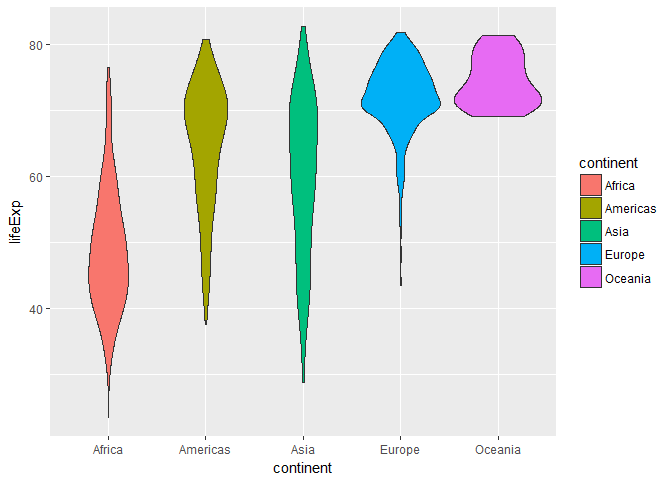 lifeExp
80
60
40
Africa Americas Asia Europe Oceania
continent
continent
Africa
Americas
Asia
Europe
Oceania